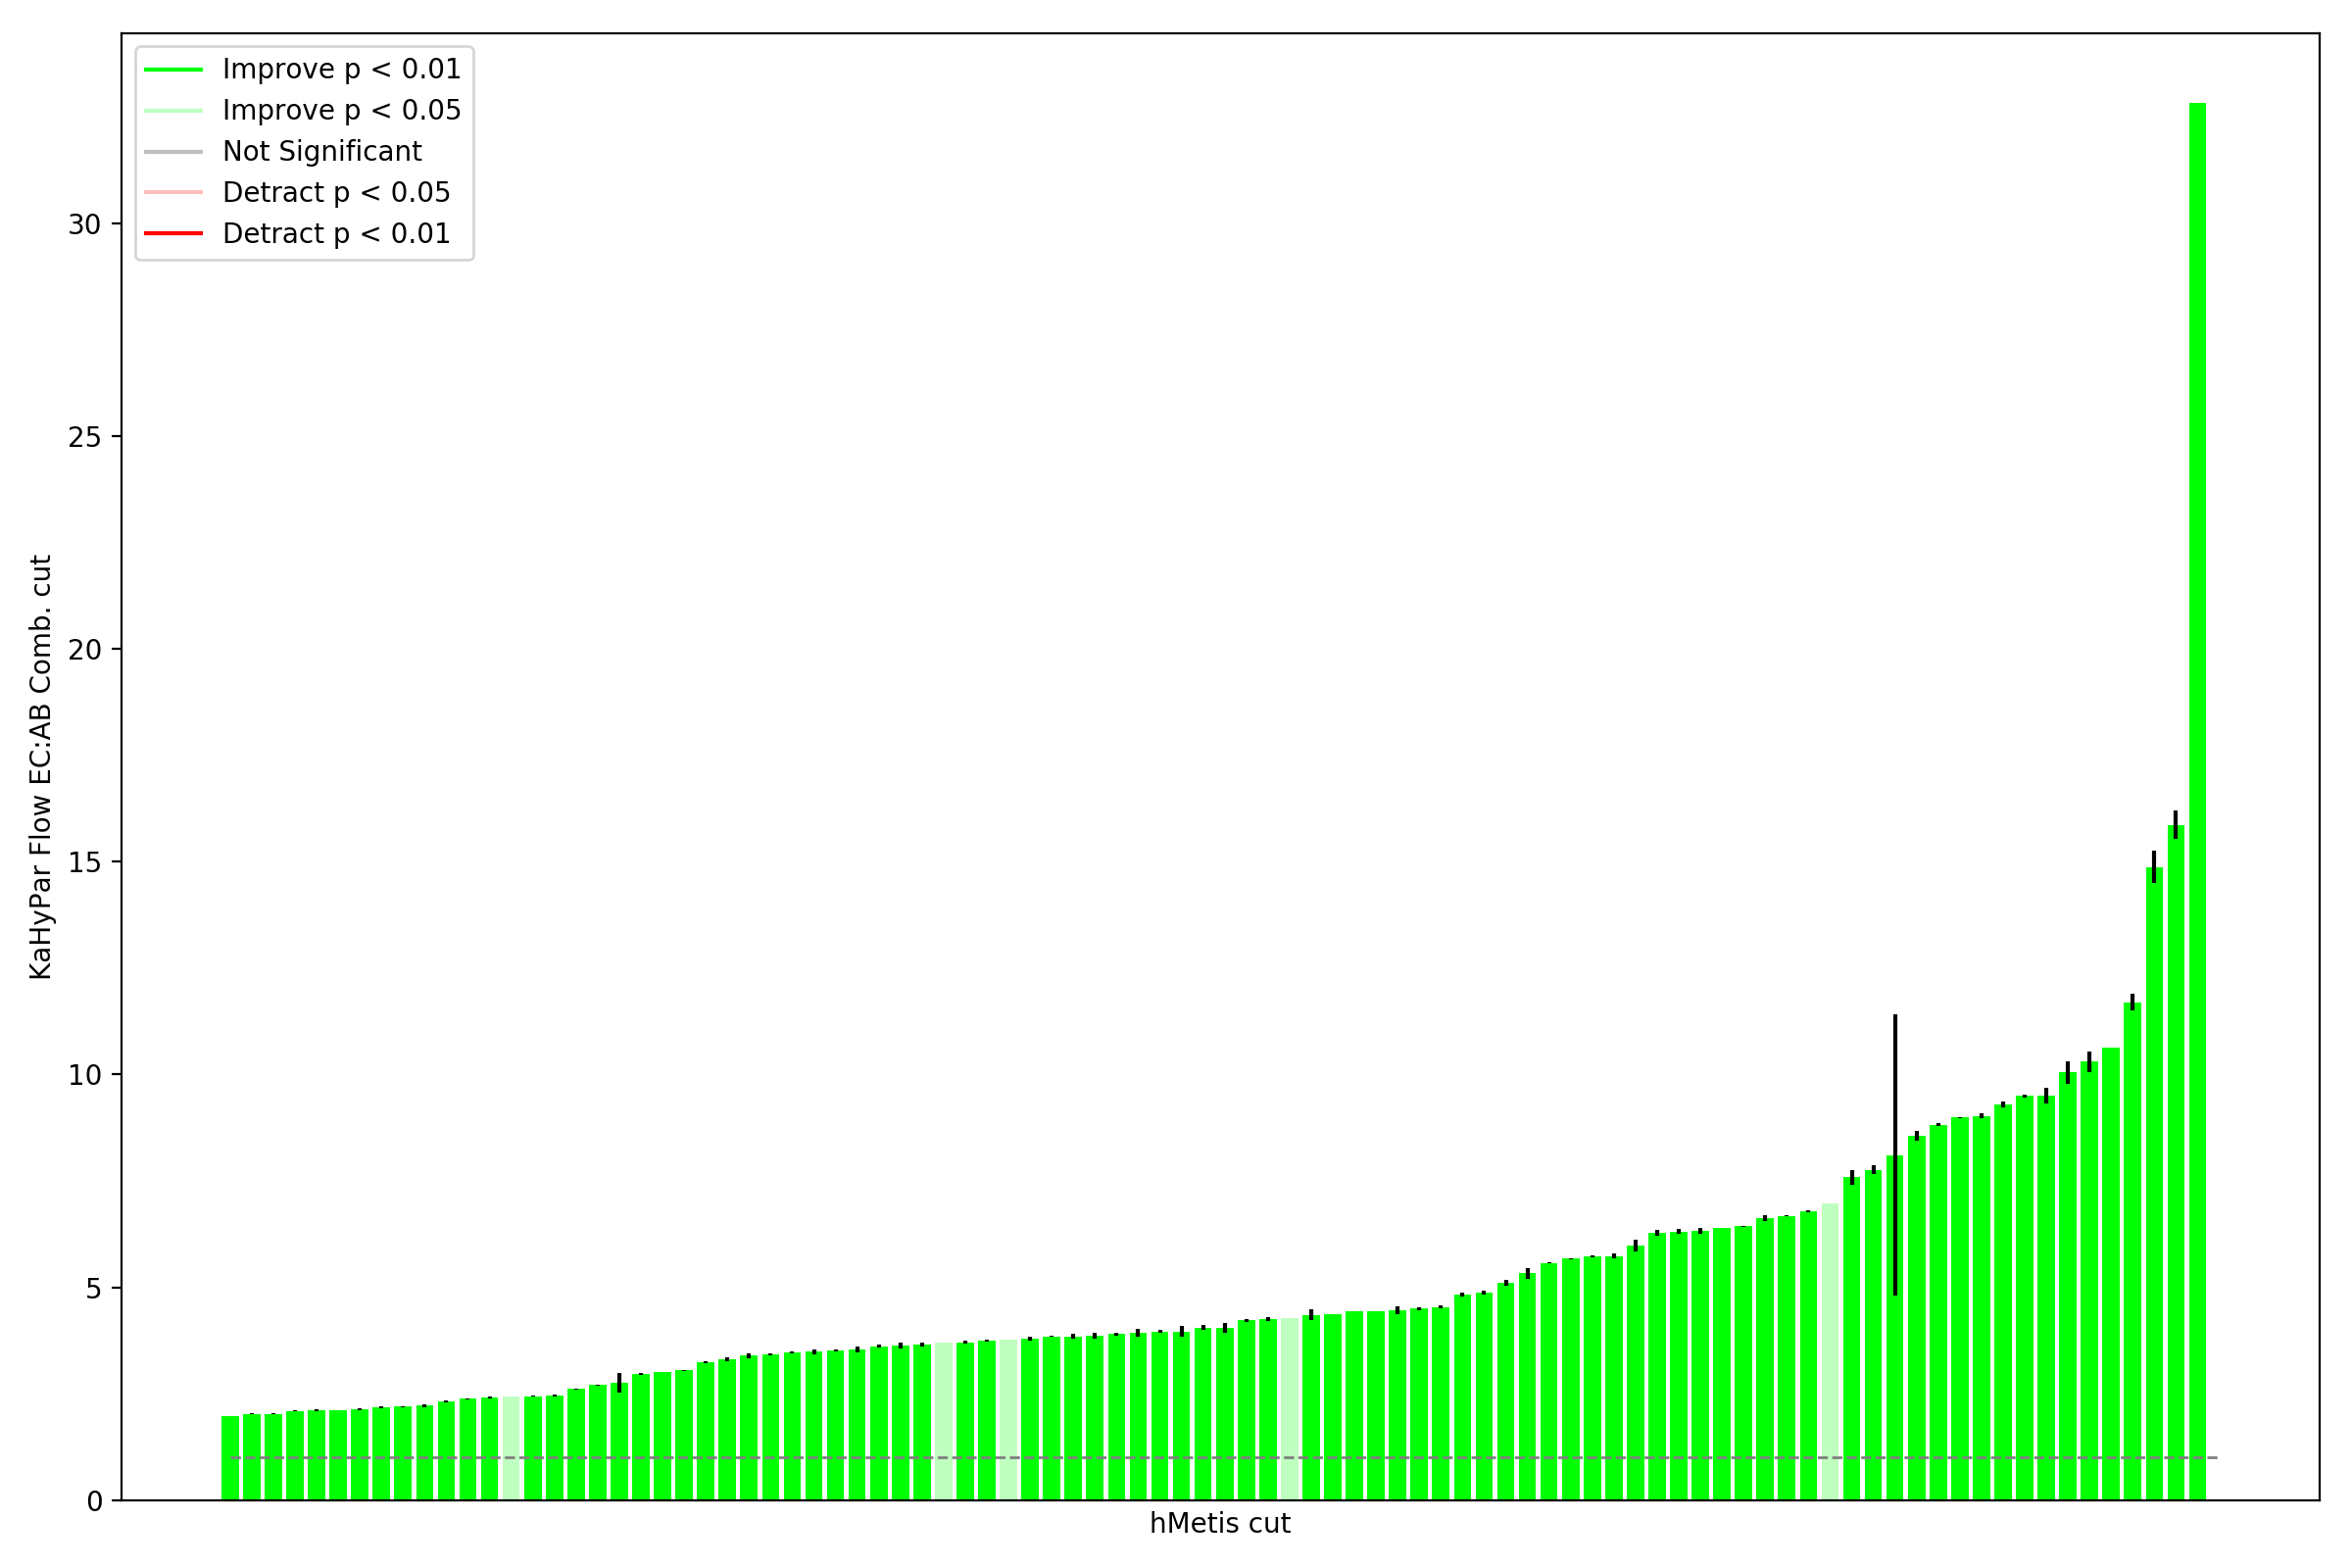 Improve p < 0.01
Improve p < 0.05
Not Significant
Detract p < 0.05
Detract p < 0.01
KaHyPar Flow EC:AB Comb. cut
30
25
20
15
10
5
0
hMetis cut